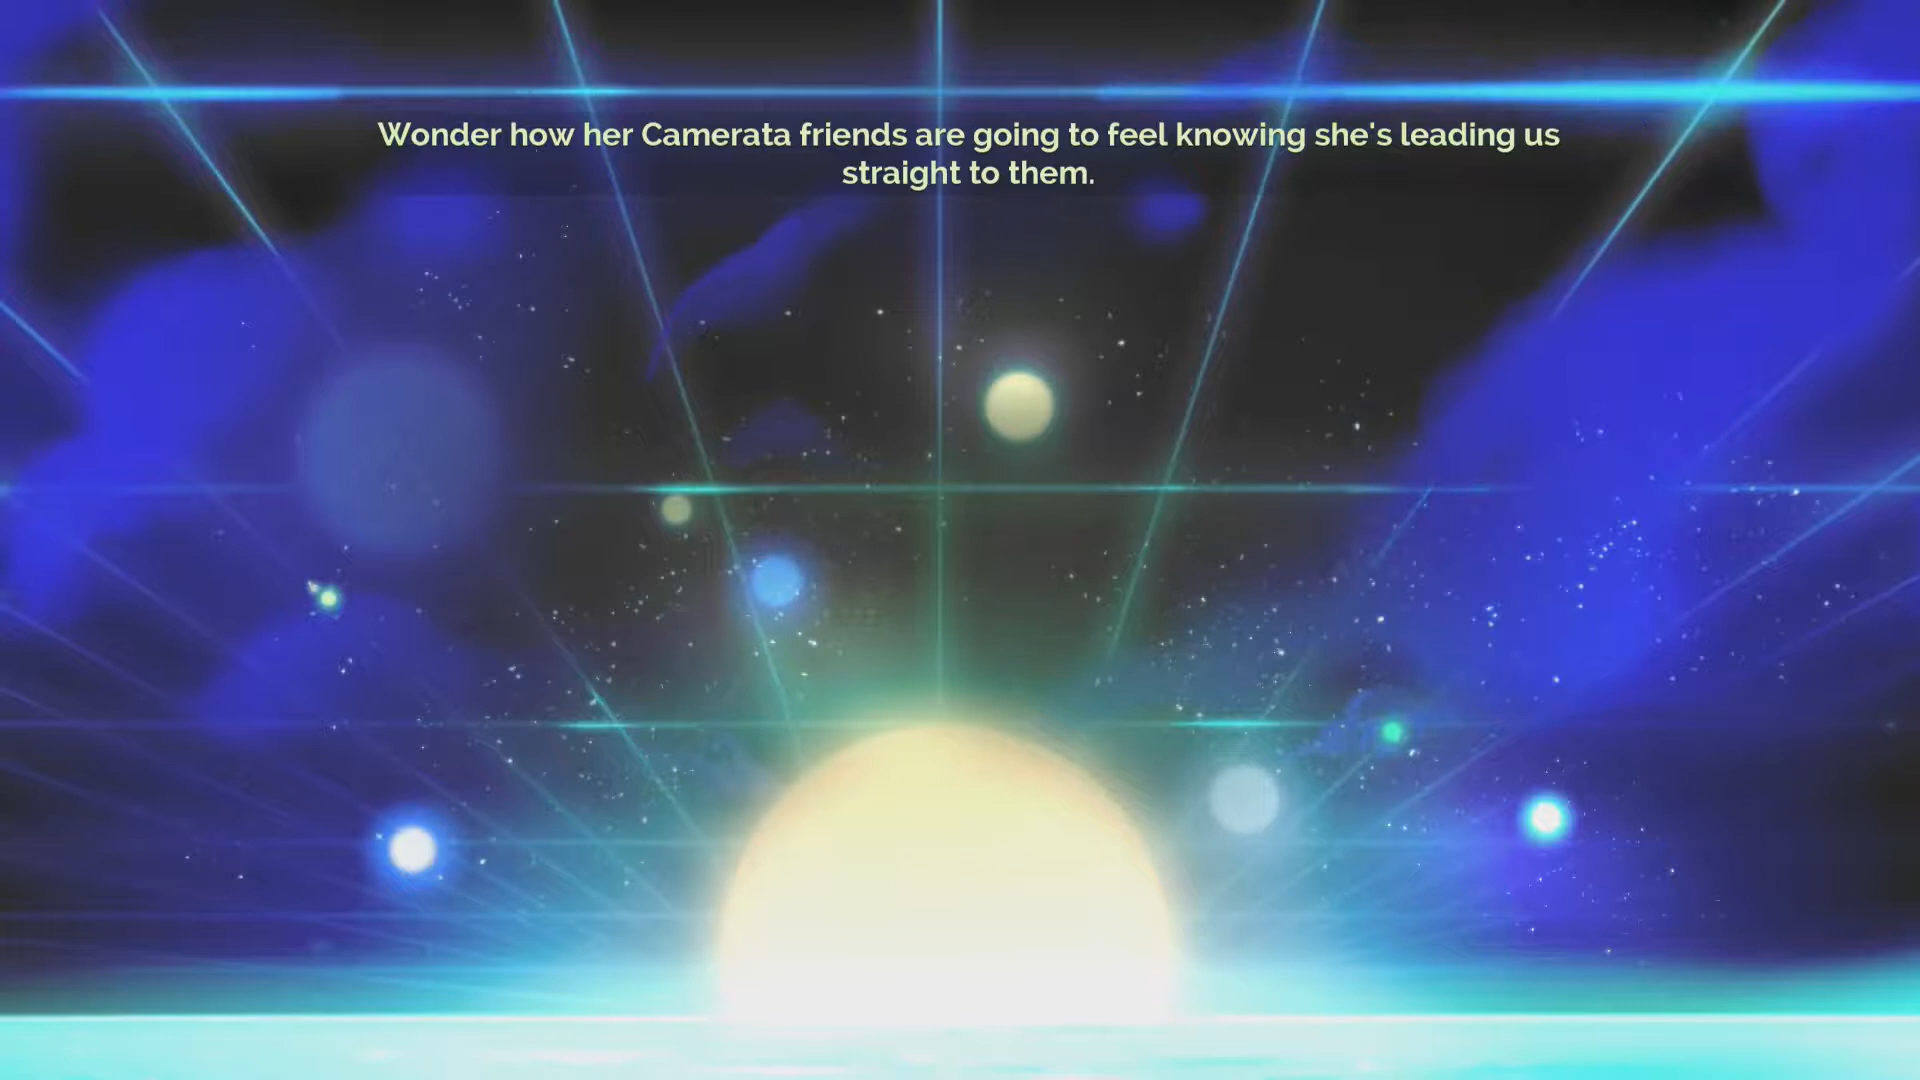 Wonder how her Camerata friends are going to feel knowing she's leading us
straight to them.